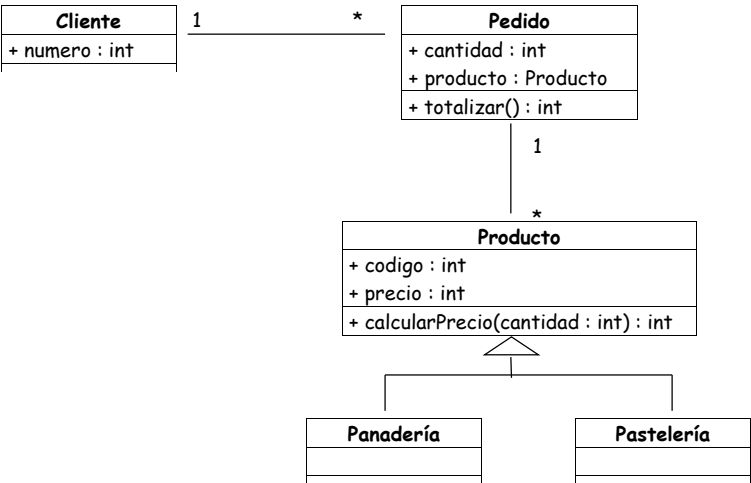 Cliente
+ numero : int
1
*
Pedido
+ cantidad : int
+ producto : Producto
+ totalizar() : int
1
*
Producto
+ codigo : int
+ precio : int
+ calcularPrecio(cantidad : int) : int
Panadería
Pastelería